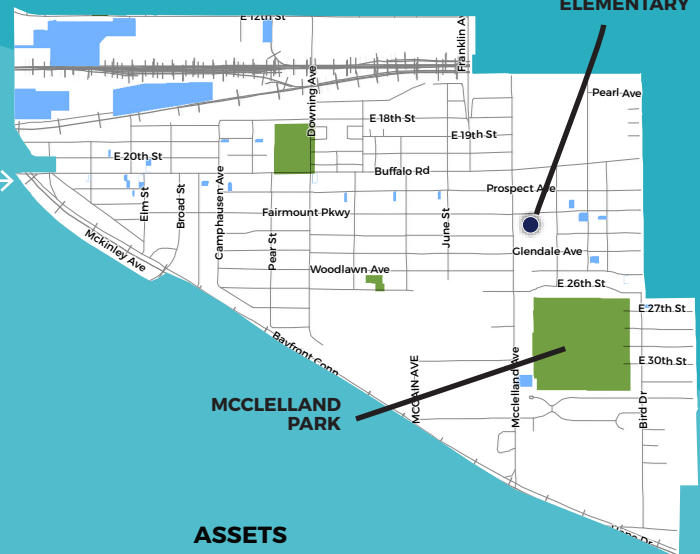 ELEMENTARY
E 12th St
Franklin Av
Downing Ave
Pearl Ave
E 18th St
E 19th St
E 20th St
Buffalo Rd
Prospect Ave
Elm St
Broad St
Camphausen Ave
Fairmount Pkwy
June St
Pear St
Mckinley Ave
Glendale Ave
Woodlawn Ave
E 26th St
E 27th St
Bayfront Conn
E 30th St
MCCAIN AVE
Mcclelland Ave
Bird Dr
MCCLELLAND
PARK
ASSETS